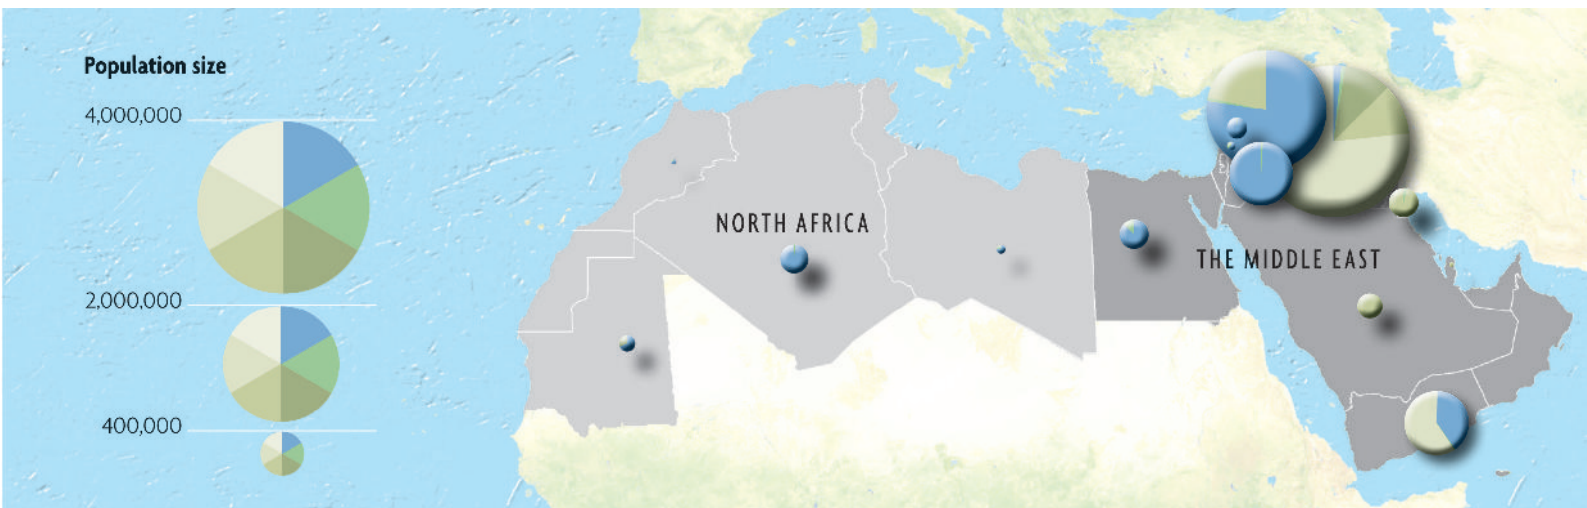 Population size
4,000,000
2,000,000
400,000
NORTH AFRICA
THE MIDDLE EAST